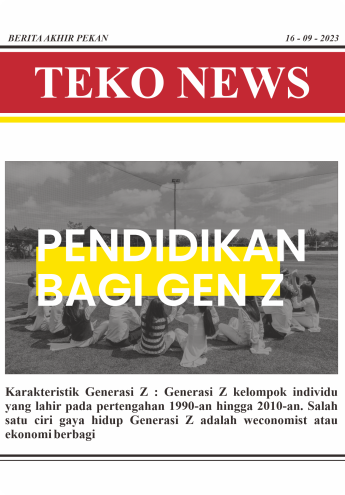 BERITA AKHIR PEKAN
16 - 09 - 2023
TEKO NEWS
PENDIDIKAN
BAGI GEN Z
Karakteristik Generasi Z : Generasi Z kelompok individu
yang lahir pada pertengahan 1990-an hingga 2010-an. Salah
satu ciri gaya hidup Generasi Z adalah weconomist atau
ekonomi berbagi